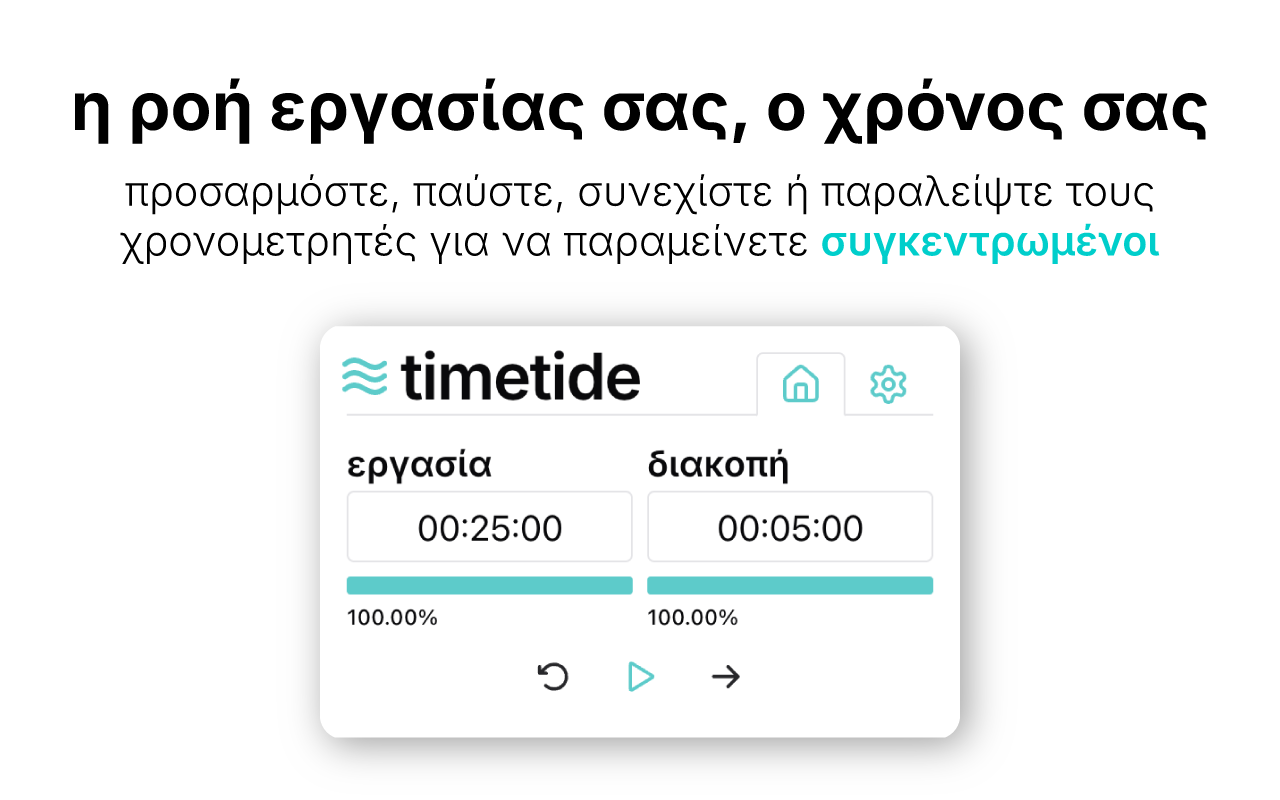 η ροή εργασίας σας, ο χρόνος σας
προσαρμόστε, παύστε, συνεχίστε ή παραλείψτε τους
χρονομετρητές για να παραμείνετε συγκεντρωμένοι
timetide
εργασία διακοπή
00:25:00 00:05:00
100.00% 100.00%